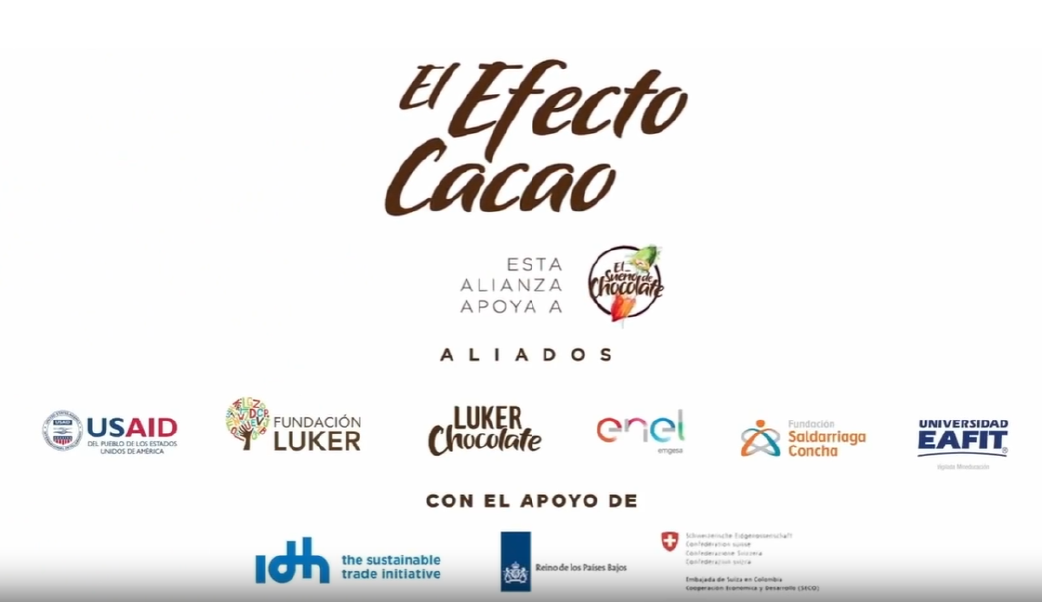 El Efecto
Cacao
ESTA
ALIANZA
APOYA A
El
Sueño de
Chocolate
ALIADOS
USAID
DEL PUEBLO DE LOS ESTADOS
UNIDOS DE AMÉRICA
FUNDACIÓN
LUKER
LUKER
Chocolate
enel
emgesa
Fundación
Saldarriaga
Concha
UNIVERSIDAD
EAFIT®
Vigilada Mineducación
CON EL APOYO DE
idh
the sustainable
trade initiative
Reino de los Países Bajos
Schweizerische Eidgenossenschaft
Confédération suisse
Confederazione Svizzera
Confederaziun svizra
Embajada de Suiza en Colombia
Cooperación Económica y Desarrollo (SECO)